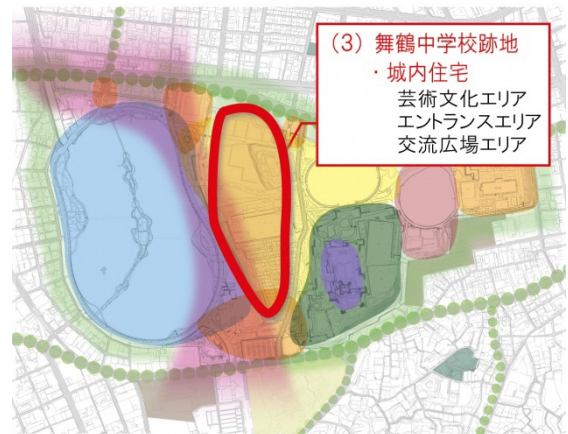 （3）舞鶴中学校跡地
・城内住宅
芸術文化エリア
エントランスエリア
交流広場エリア